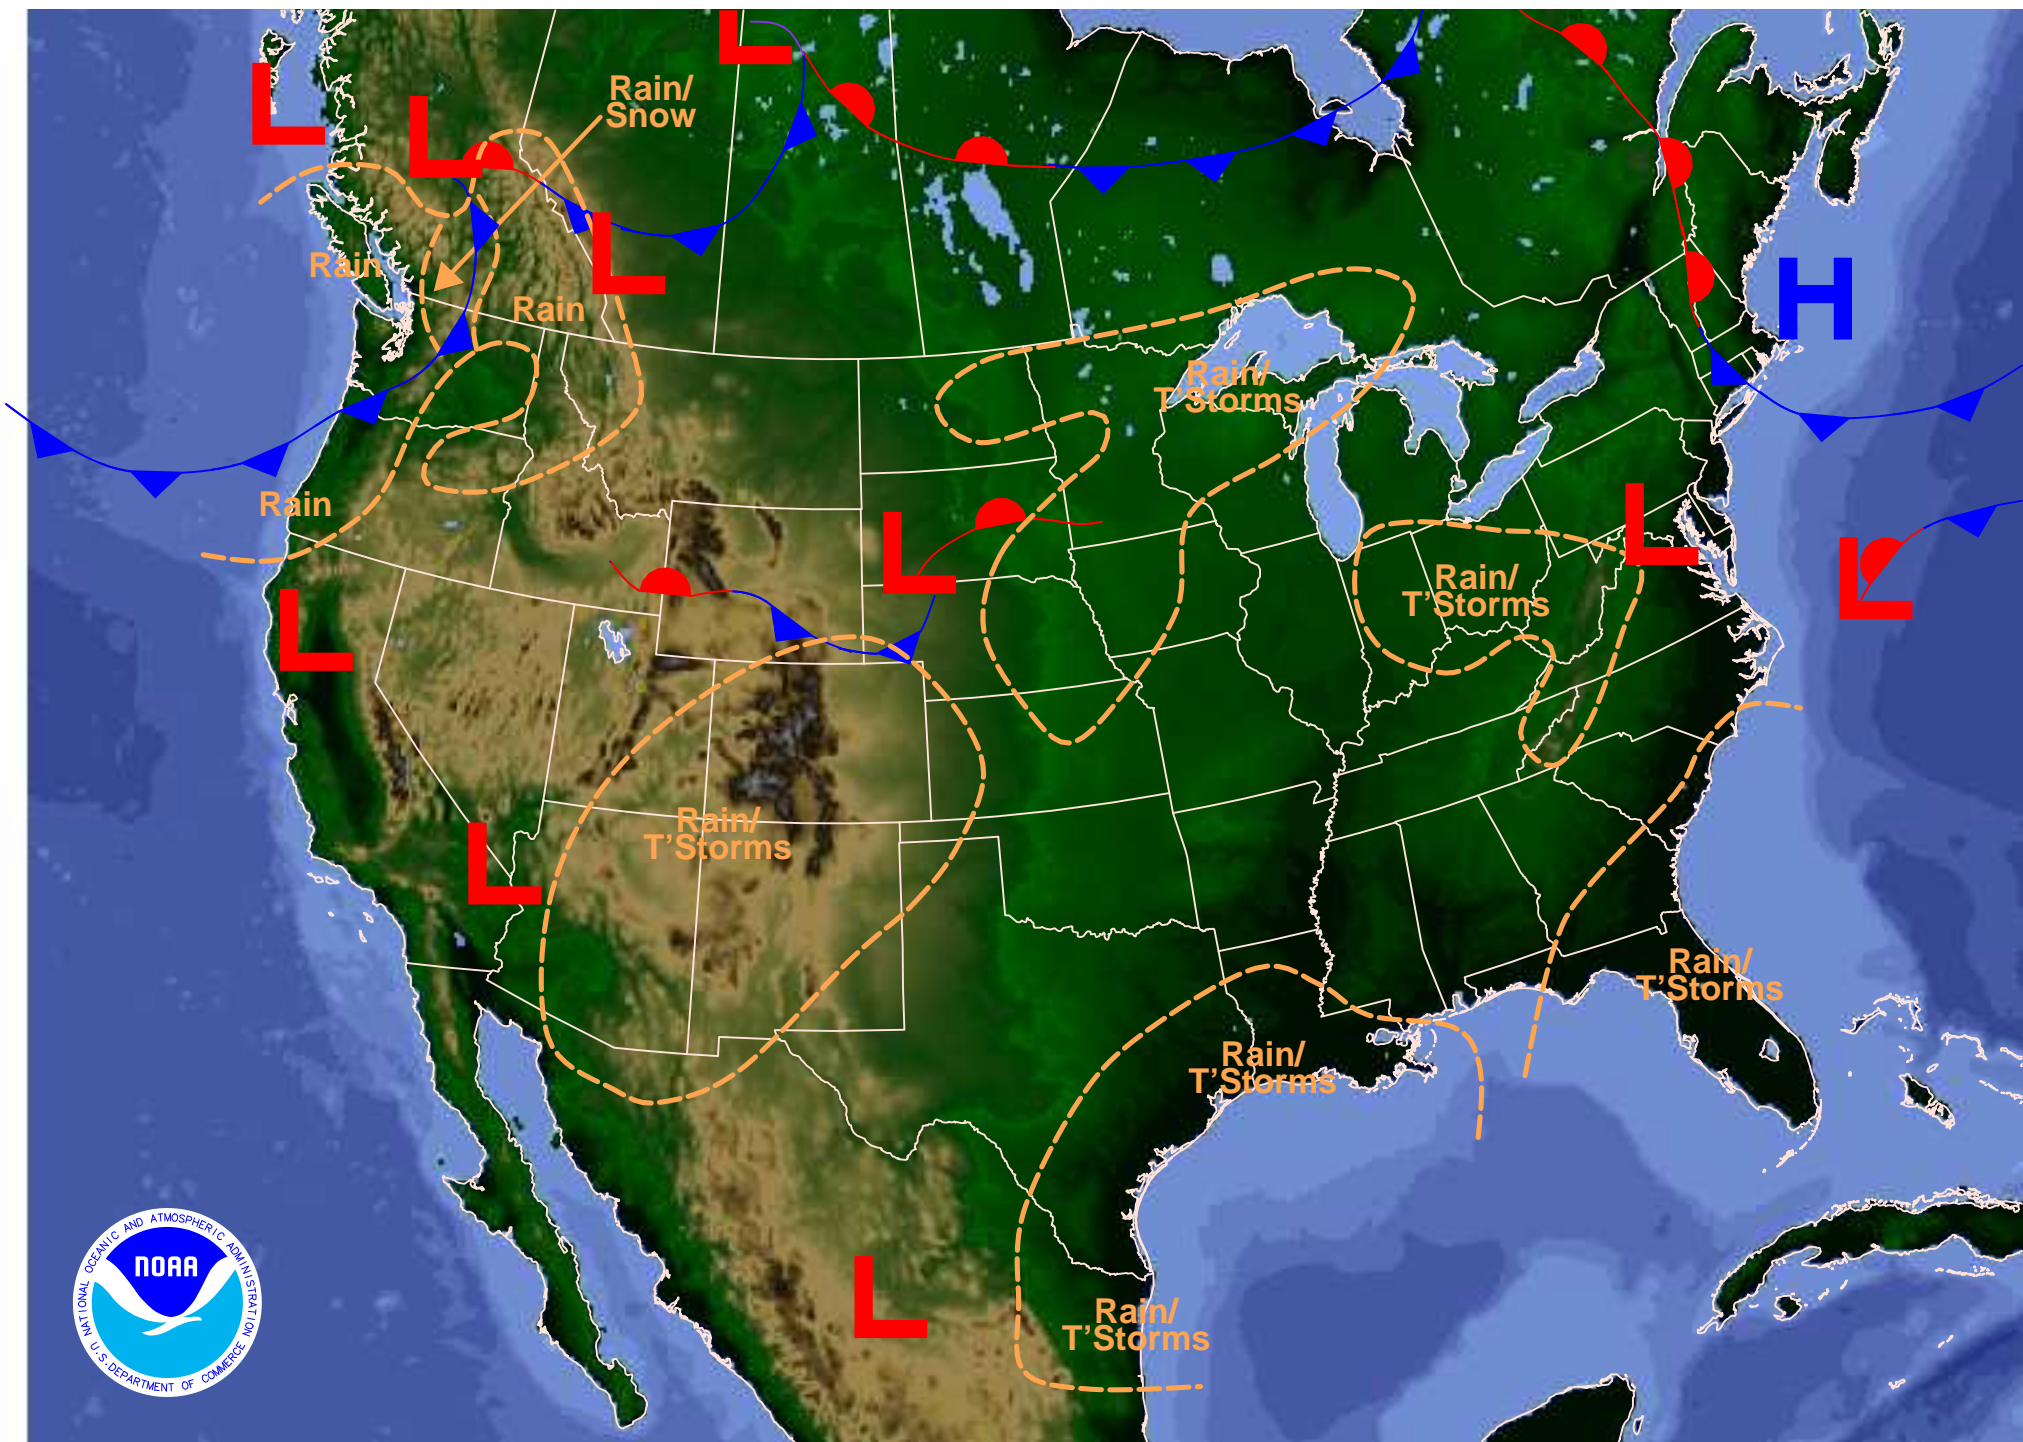 L
Rain/
Snow
L
L
L
Rain
Rain
H
Rain/
T'Storms
Rain
L
L
L
L
Rain/
T'Storms
L
Rain/
T'Storms
L
Rain/
T'Storms
Rain/
T'Storms
L
Rain/
T'Storms
NATIONAL OCEANIC AND ATMOSPHERIC ADMINISTRATION
NOAA
U.S. DEPARTMENT OF COMMERCE